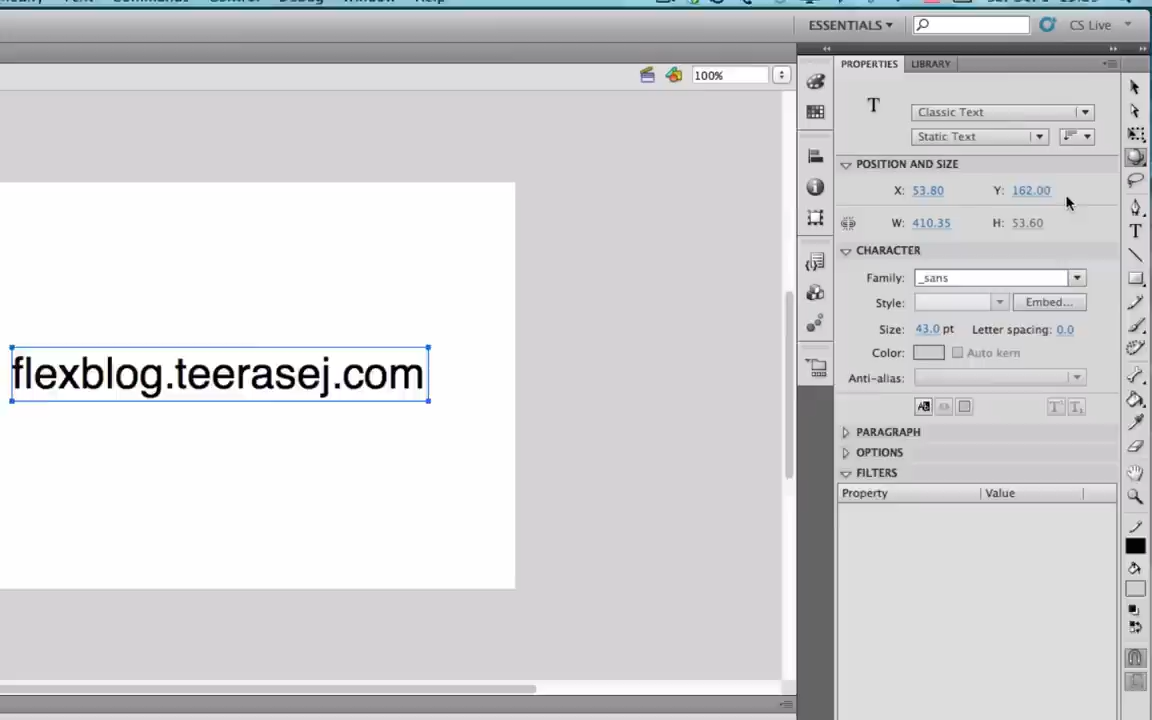 Help
ESSENTIALS
CS Live
PROPERTIES LIBRARY
100%
T
Classic Text
Static Text
POSITION AND SIZE
X: 53.80 Y: 162.00
W: 410.35 H: 53.60
CHARACTER
Family: _sans
Style: Embed...
Size: 43.0 pt Letter spacing: 0.0
Color: Auto kern
Anti-alias:
flexblog.teerasej.com
PARAGRAPH
OPTIONS
FILTERS
Property Value